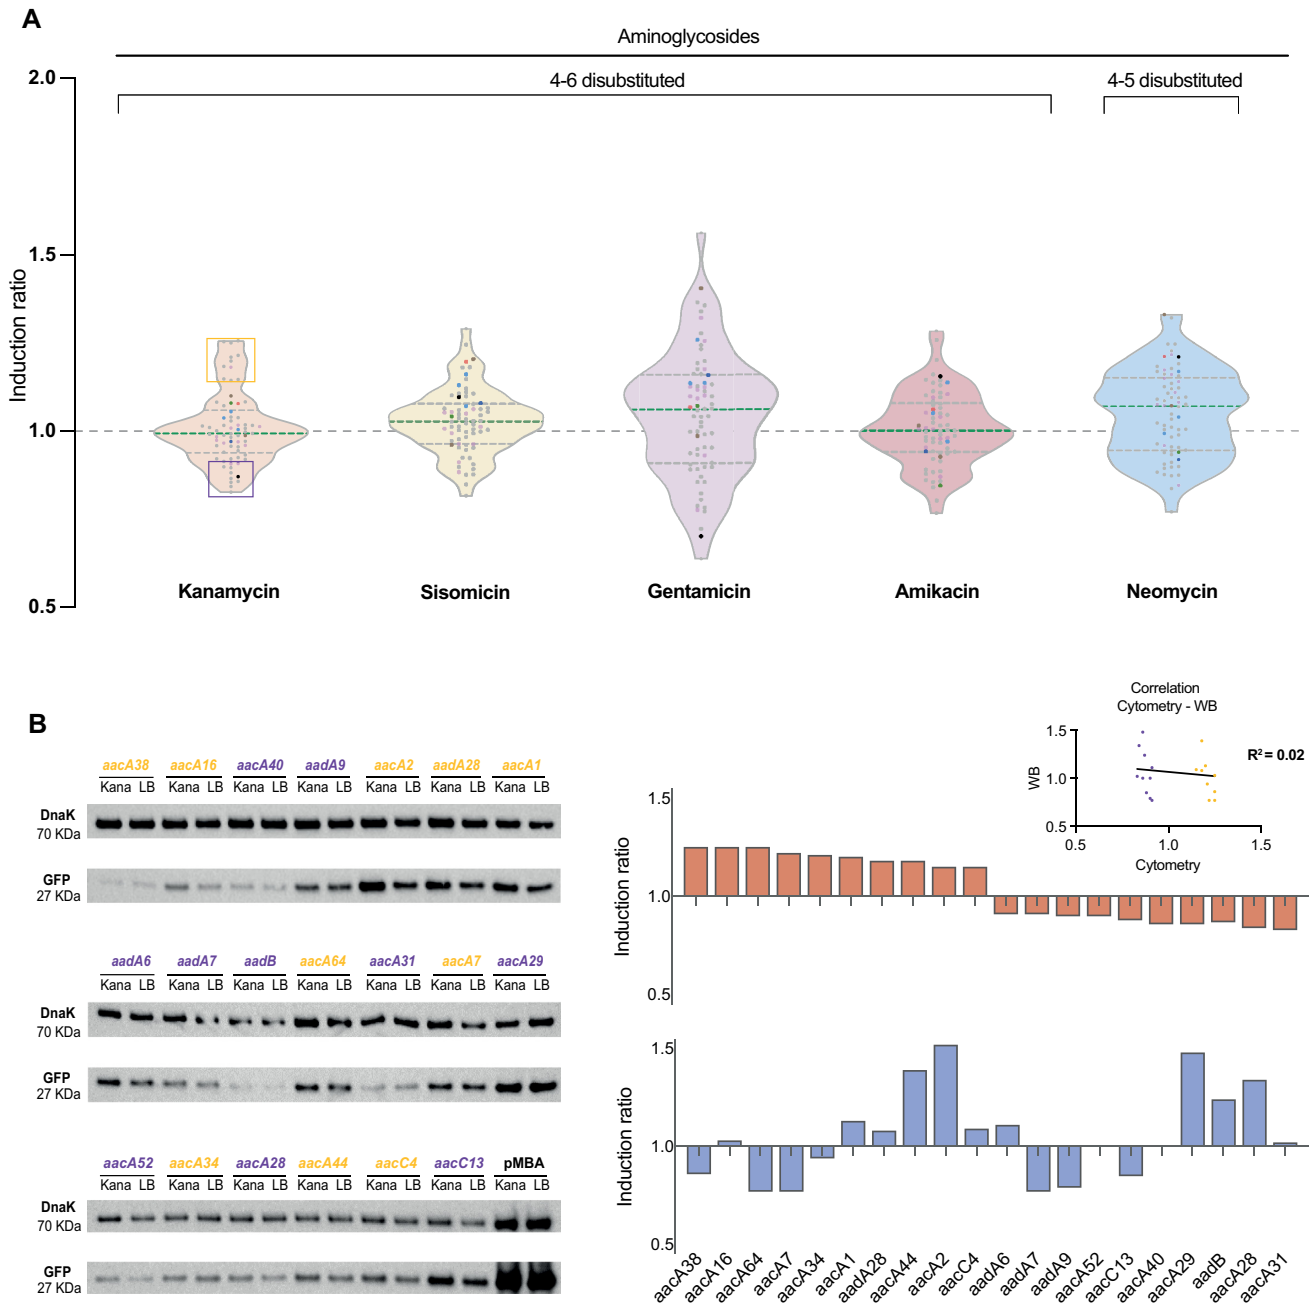 A
Aminoglycosides
4-6 disubstituted
4-5 disubstituted
2.0
1.5
1.0
0.5
Induction ratio
Kanamycin
Sisomicin
Gentamicin
Amikacin
Neomycin
B
aacA38 aacA16 aacA40 aadA9 aacA2 aadA28 aacA1
Kana LB Kana LB Kana LB Kana LB Kana LB Kana LB Kana LB
DnaK
70 KDa
GFP
27 KDa
aadA6 aadA7 aadB aacA64 aacA31 aacA7 aacA29
Kana LB Kana LB Kana LB Kana LB Kana LB Kana LB Kana LB
DnaK
70 KDa
GFP
27 KDa
aacA52 aacA34 aacA28 aacA44 aacC4 aacC13 pMBA
Kana LB Kana LB Kana LB Kana LB Kana LB Kana LB Kana LB
DnaK
70 KDa
GFP
27 KDa
Correlation
Cytometry - WB
1.5
1.0
0.5
WB
R² = 0.02
0.5 1.0 1.5
Cytometry
1.5
1.0
0.5
Induction ratio
1.5
1.0
0.5
Induction ratio
aacA38
aacA16
aacA64
aacA7
aacA34
aacA1
aadA28
aacA44
aacA2
aacC4
aadA6
aadA7
aadA9
aacA52
aacC13
aacA40
aacA29
aadB
aacA28
aacA31